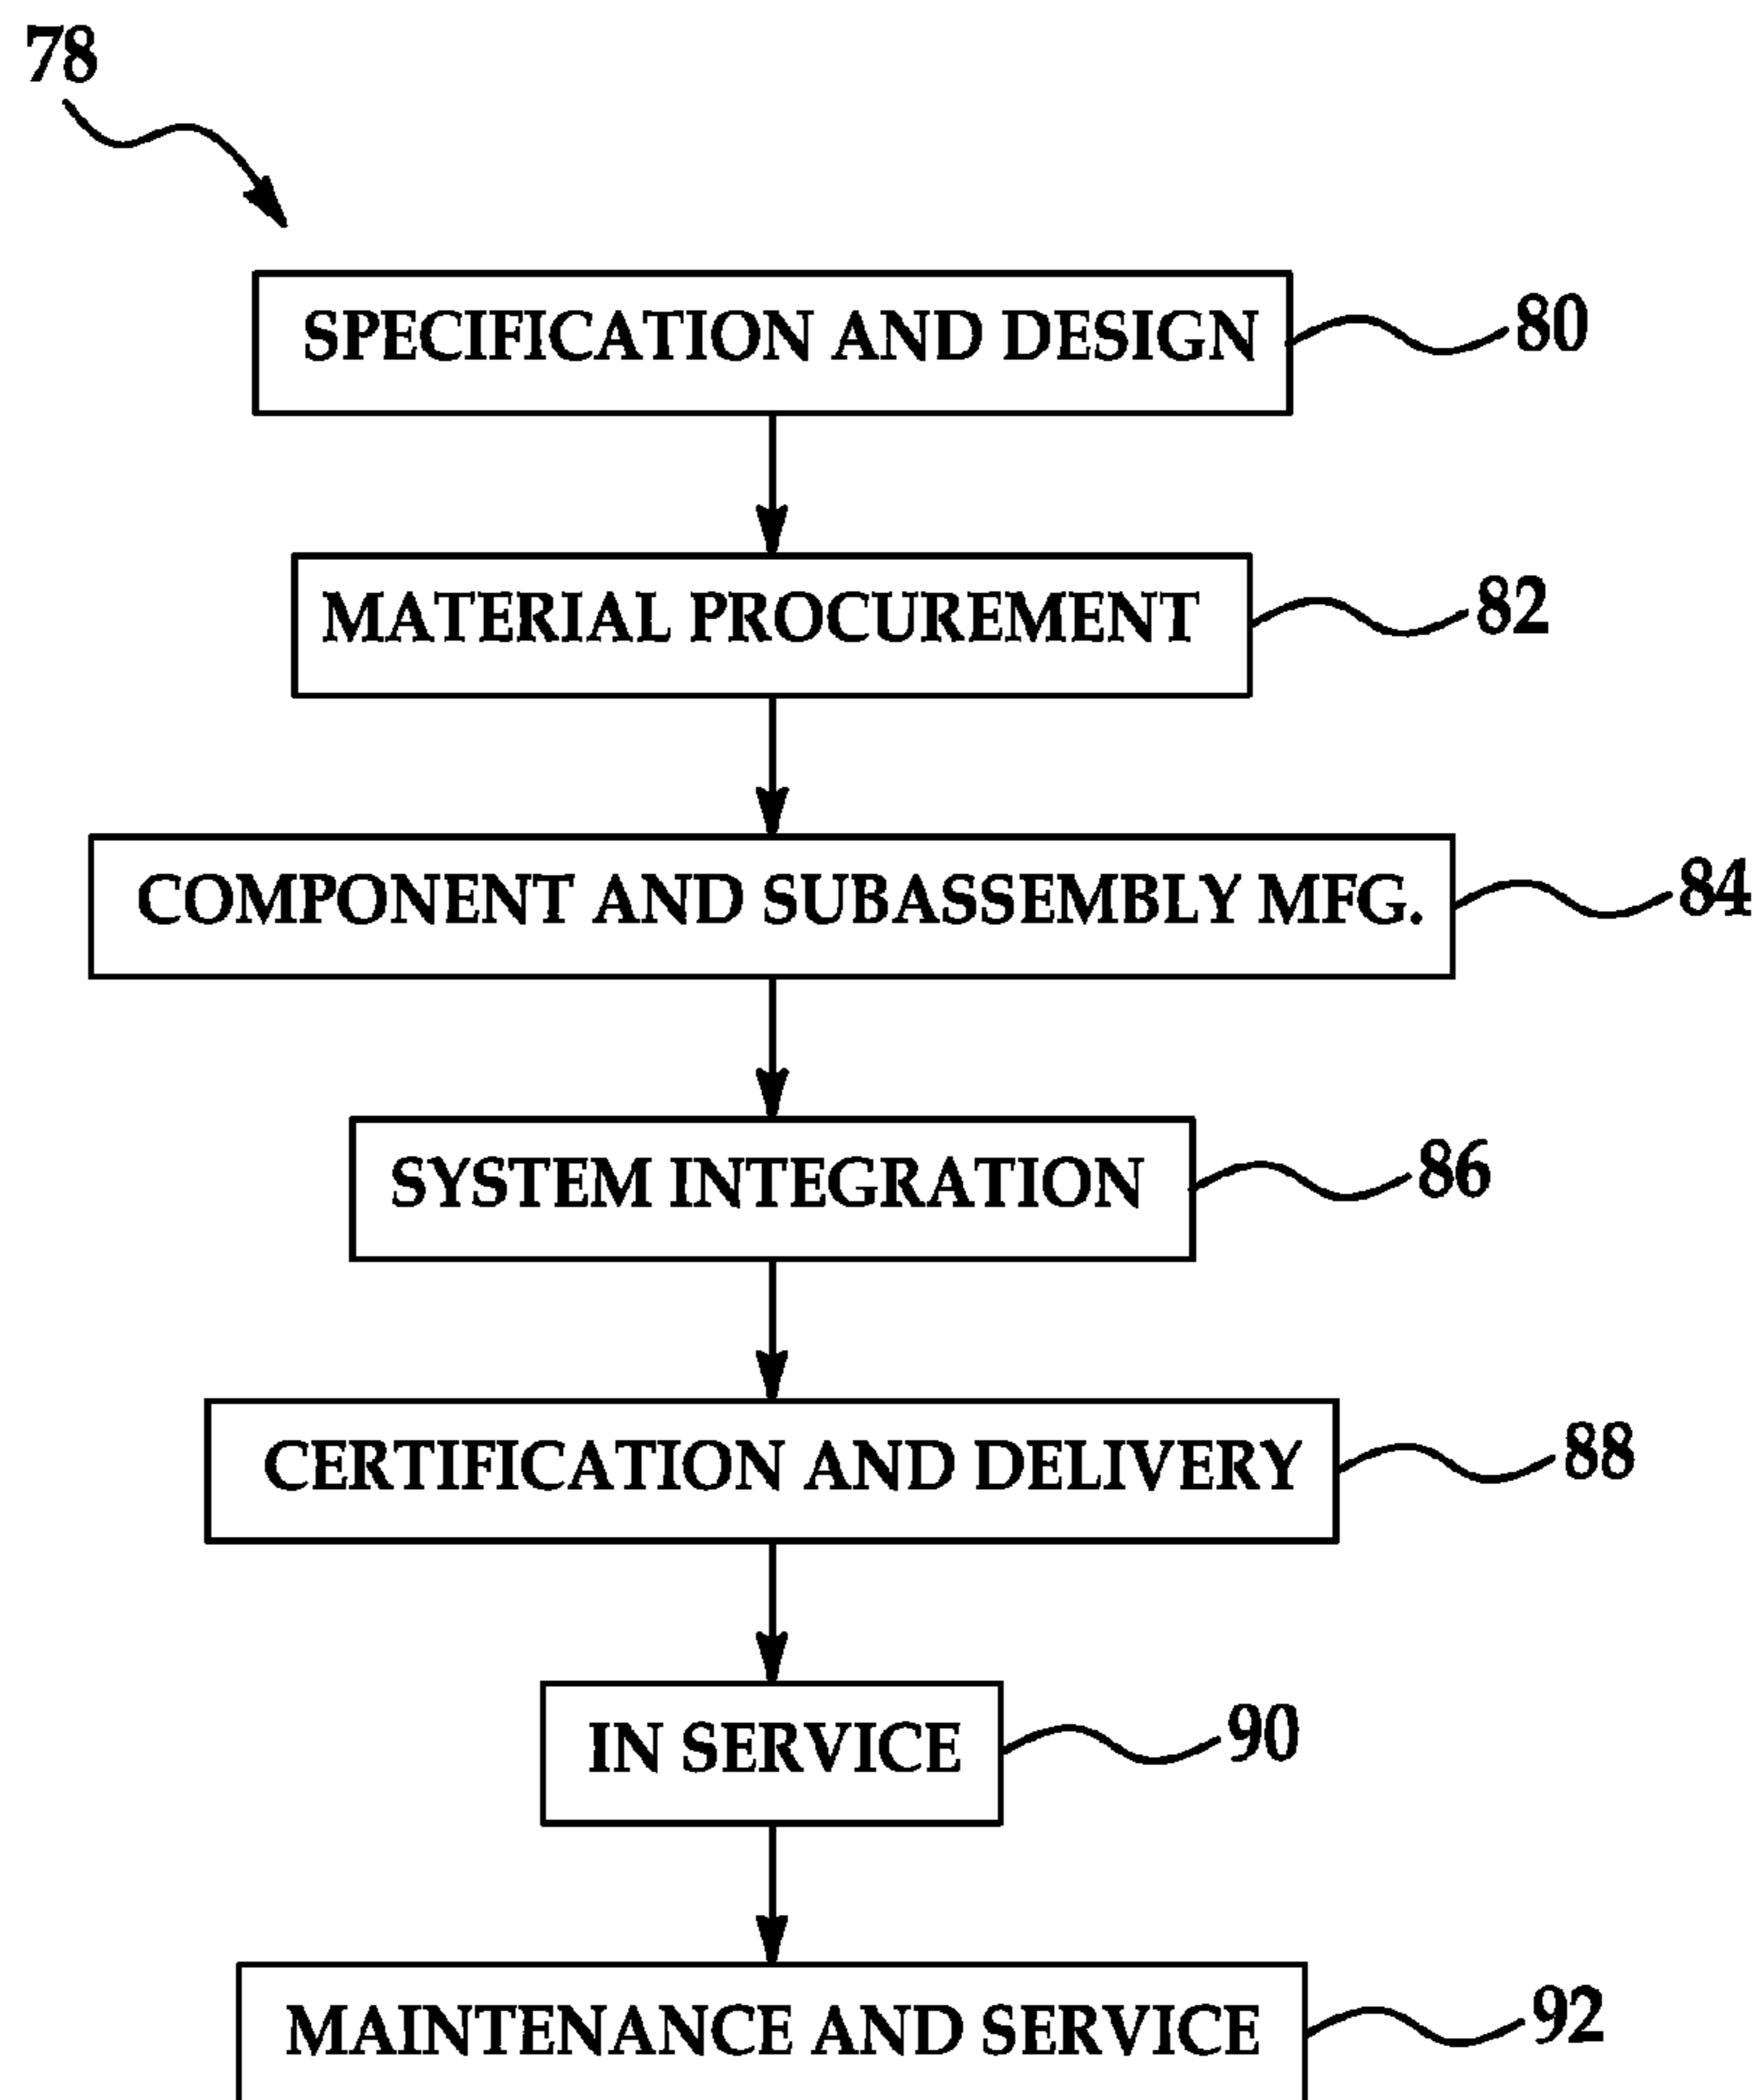 78
SPECIFICATION AND DESIGN 80
MATERIAL PROCUREMENT 82
COMPONENT AND SUBASSEMBLY MFG. 84
SYSTEM INTEGRATION 86
CERTIFICATION AND DELIVERY 88
IN SERVICE 90
MAINTENANCE AND SERVICE 92